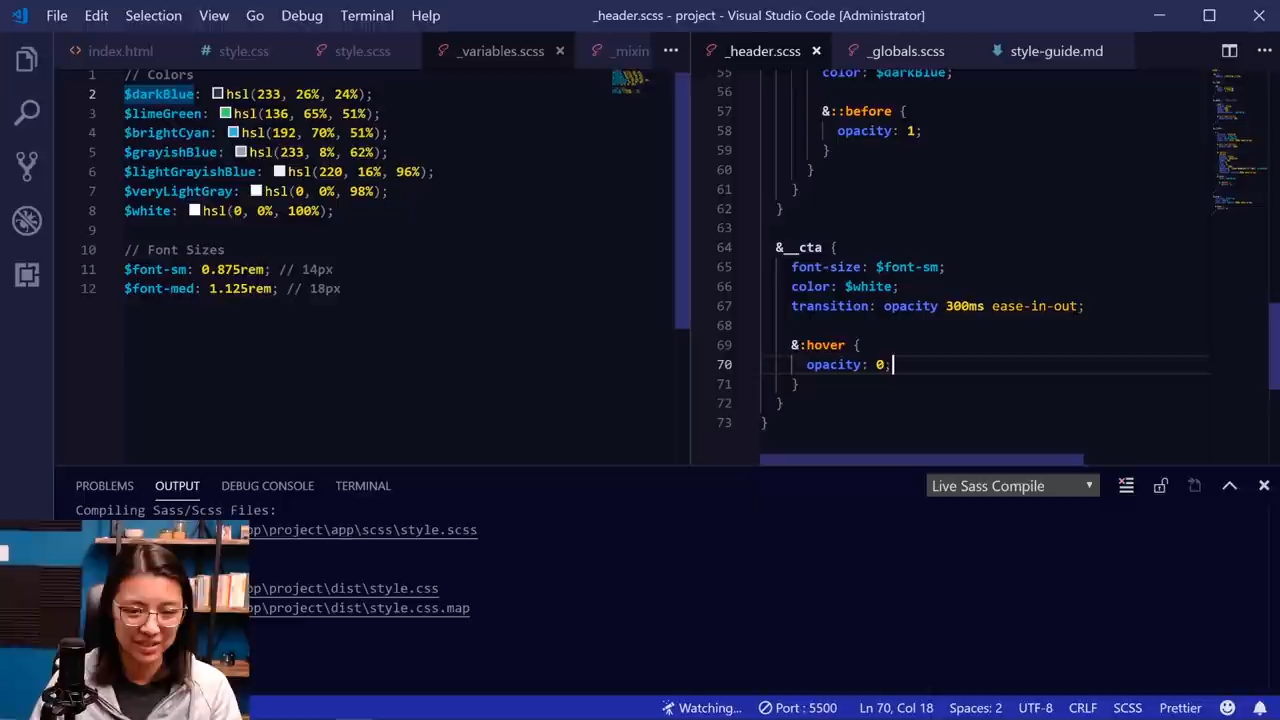 File Edit Selection View Go Debug Terminal Help _header.scss - project - Visual Studio Code [Administrator]
index.html style.css style.scss _variables.scss _mixin
_header.scss _globals.scss style-guide.md
1 // Colors
2 $darkBlue: hsl(233, 26%, 24%);
3 $limeGreen: hsl(136, 65%, 51%);
4 $brightCyan: hsl(192, 70%, 51%);
5 $grayishBlue: hsl(233, 8%, 62%);
6 $lightGrayishBlue: hsl(220, 16%, 96%);
7 $veryLightGray: hsl(0, 0%, 98%);
8 $white: hsl(0, 0%, 100%);
9
10 // Font Sizes
11 $font-sm: 0.875rem; // 14px
12 $font-med: 1.125rem; // 18px
55 color: $darkBlue;
56
57 &::before {
58 opacity: 1;
59 }
60 }
61 }
62 }
63
64 &__cta {
65 font-size: $font-sm;
66 color: $white;
67 transition: opacity 300ms ease-in-out;
68
69 &:hover {
70 opacity: 0;
71 }
72 }
73 }
PROBLEMS OUTPUT DEBUG CONSOLE TERMINAL Live Sass Compile
Compiling Sass/Scss Files:
pp\project\app\scss\style.scss
pp\project\dist\style.css
pp\project\dist\style.css.map
Watching... Port : 5500 Ln 70, Col 18 Spaces: 2 UTF-8 CRLF SCSS Prettier